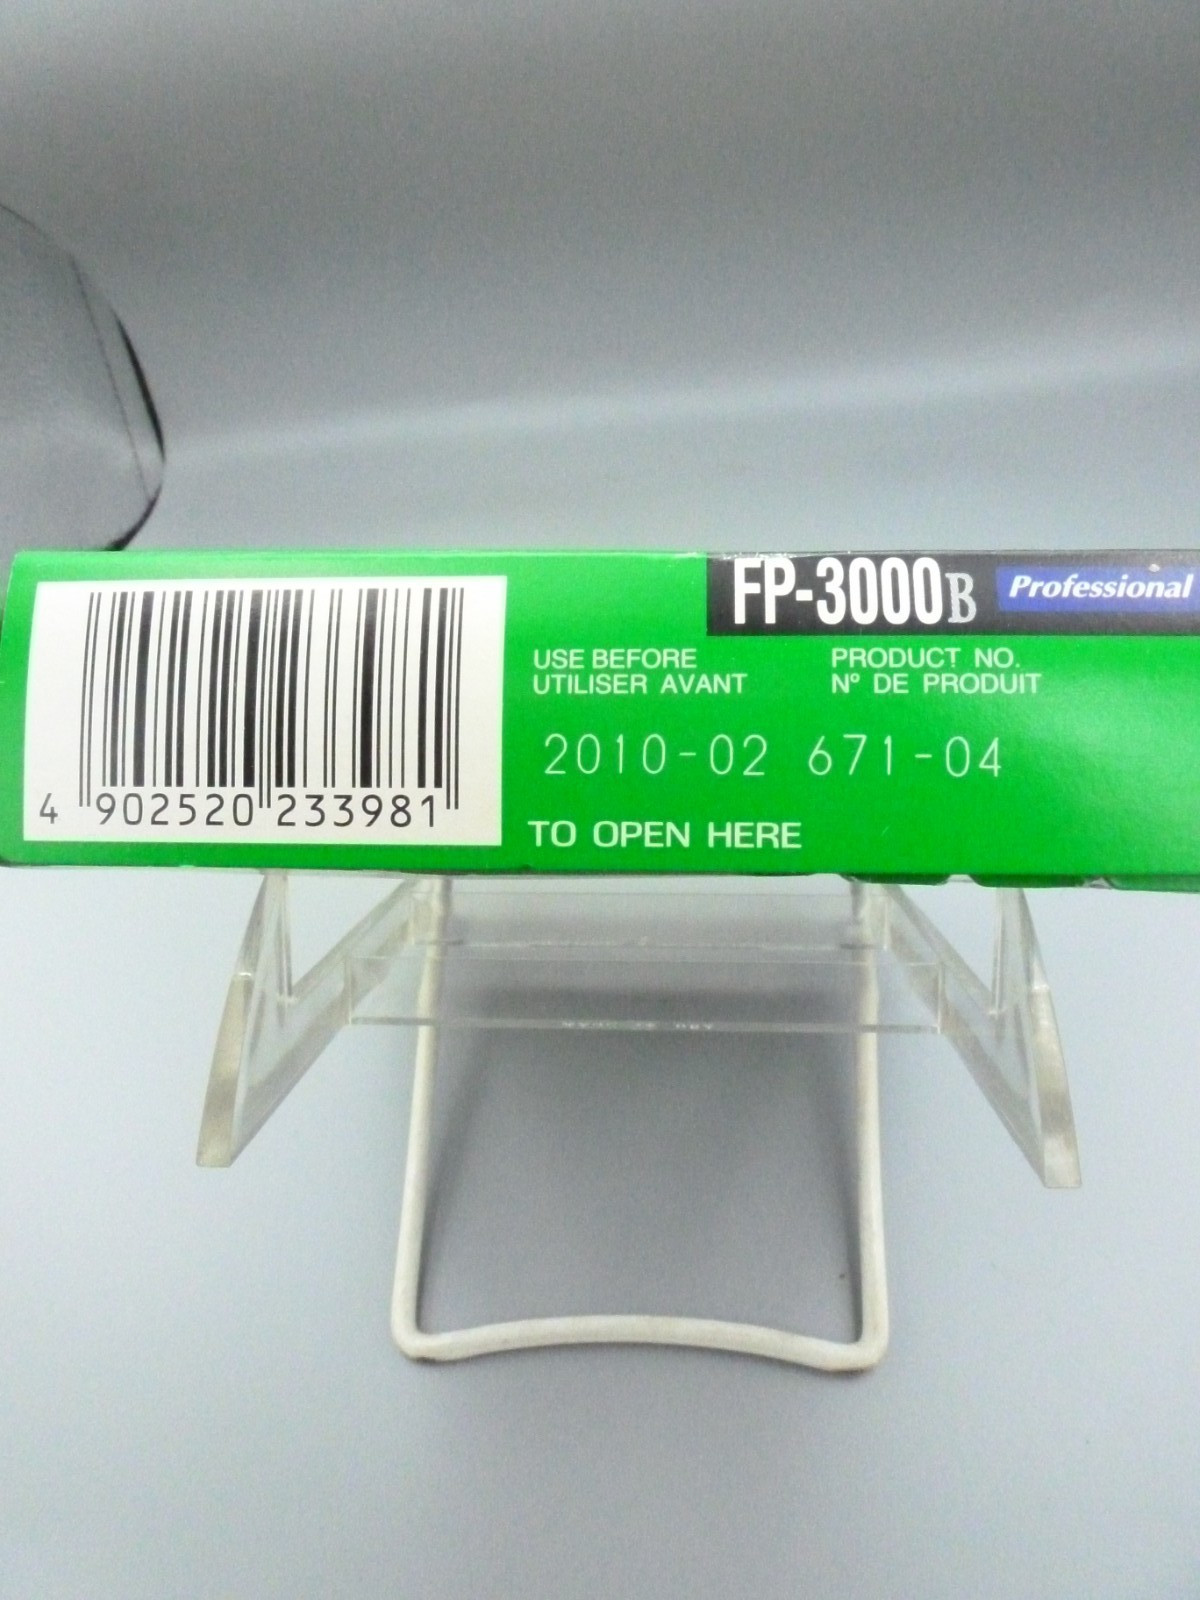 FP-3000B Professional
USE BEFORE
UTILISER AVANT
PRODUCT NO.
Nº DE PRODUIT
2010-02 671-04
TO OPEN HERE
4 902520 233981